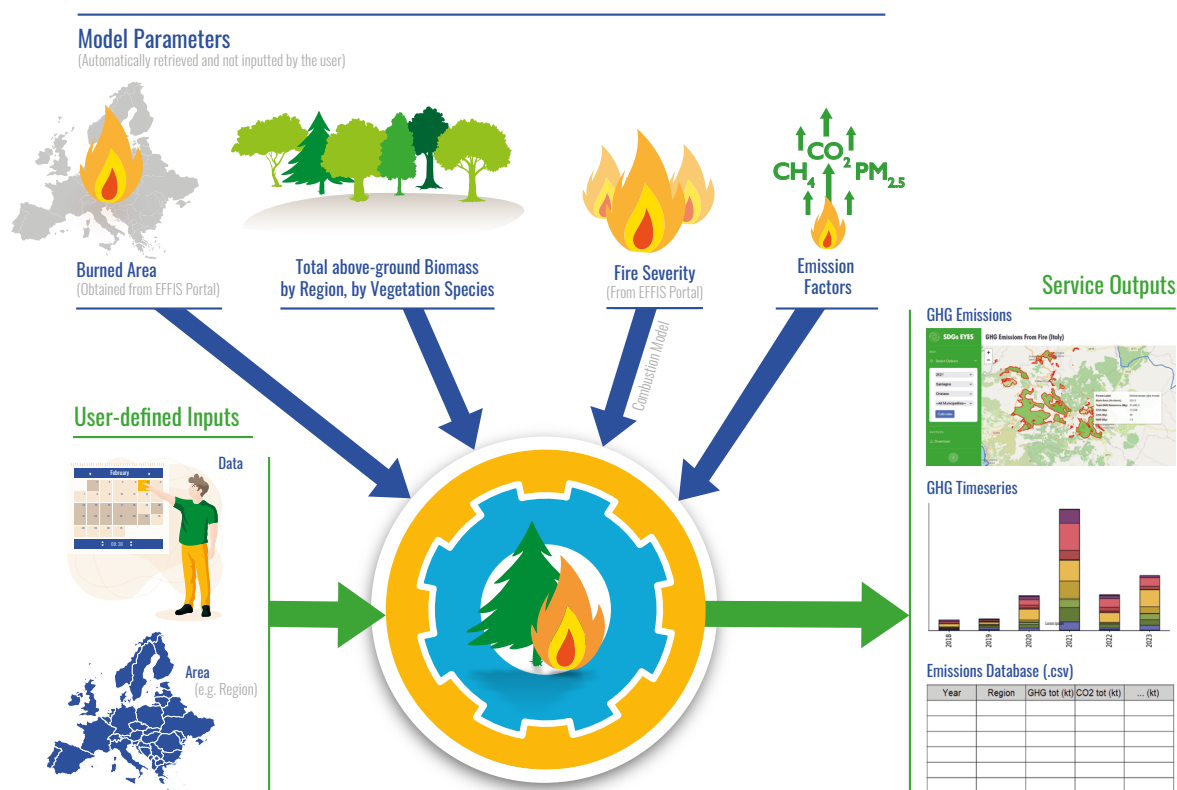 Model Parameters
(Automatically retrieved and not inputted by the user)
CO2
CH4
PM2.5
Burned Area
(Obtained from EFFIS Portal)
Total above-ground Biomass
by Region, by Vegetation Species
Fire Severity
(From EFFIS Portal)
Emission
Factors
Combustion Model
User-defined Inputs
Data
February
Area
(e.g. Region)
Service Outputs
GHG Emissions
SDGs EYES
GHG Emissions From Fire (Italy)
2021
Sardegna
Oristano
GHG Timeseries
2018
2019
2020
2021
2022
2023
Emissions Database (.csv)
Year
Region
GHG tot (kt)
CO2 tot (kt)
... (kt)